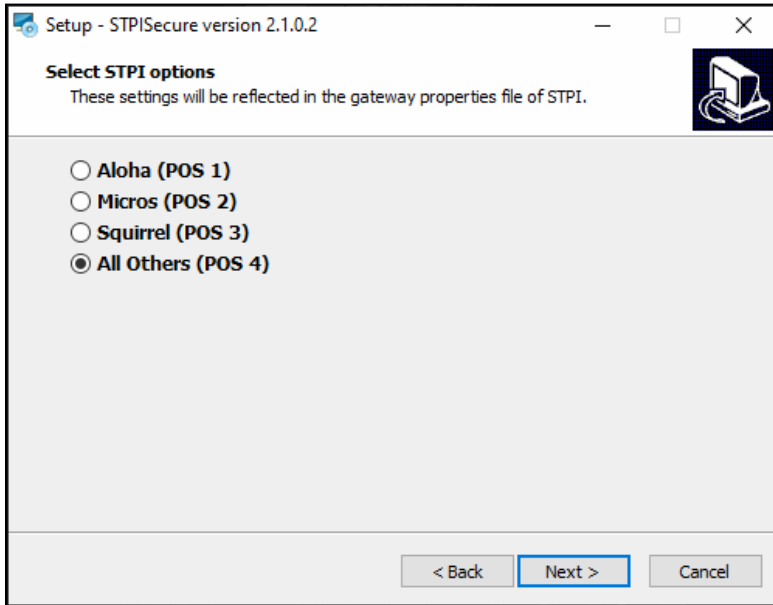 Setup - STPISecure version 2.1.0.2
Select STPI options
These settings will be reflected in the gateway properties file of STPI.
Aloha (POS 1)
Micros (POS 2)
Squirrel (POS 3)
All Others (POS 4)
< Back
Next >
Cancel